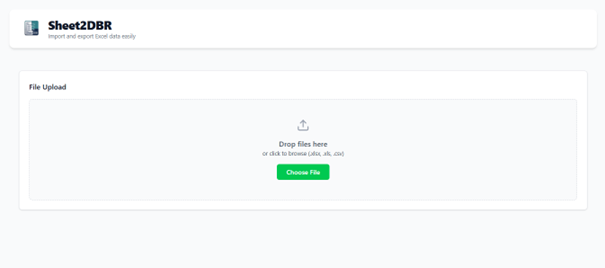 Sheet2DBR
Import and export Excel data easily
File Upload
Drop files here
or click to browse (.xlsx, .xls, .csv)
Choose File